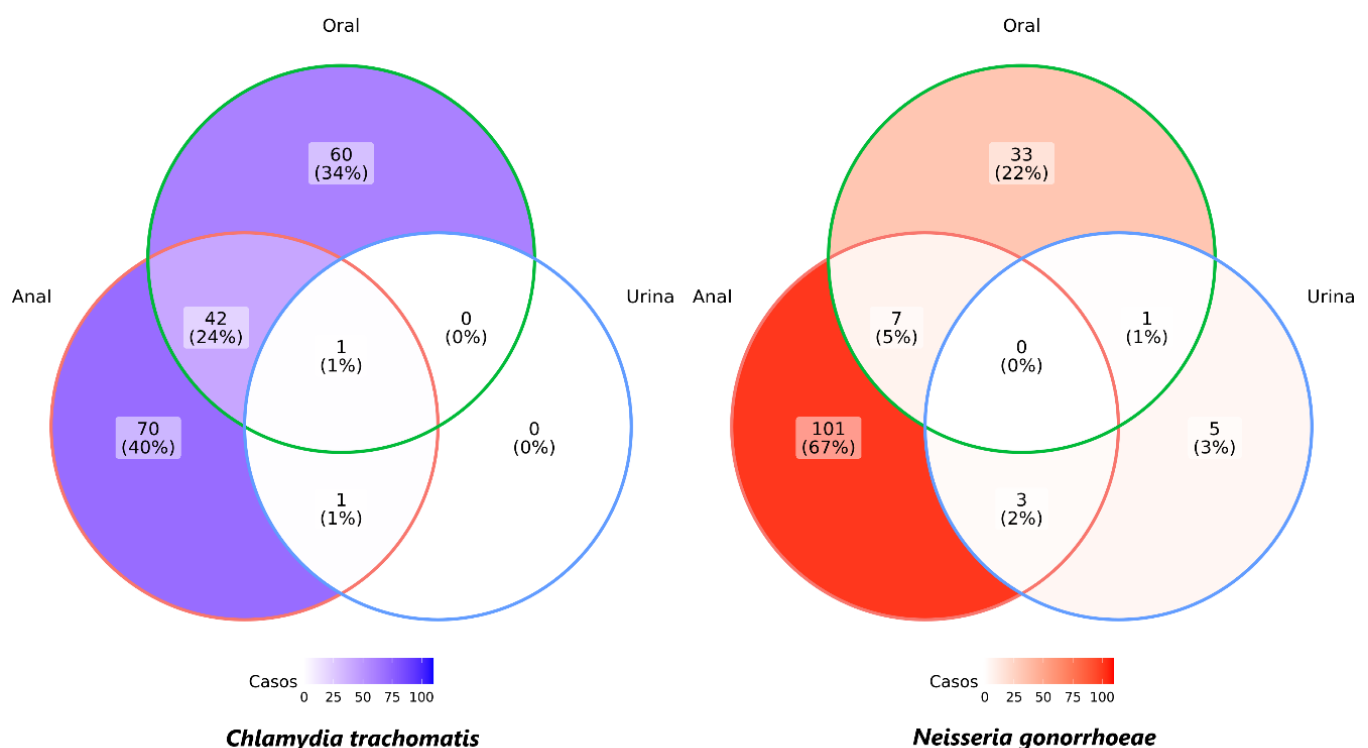 Oral
60
(34%)
Anal
Urina
42
(24%)
0
(0%)
1
(1%)
70
(40%)
0
(0%)
1
(1%)
Casos
0 25 50 75 100
Chlamydia trachomatis
Oral
33
(22%)
Anal
Urina
7
(5%)
1
(1%)
0
(0%)
101
(67%)
5
(3%)
3
(2%)
Casos
0 25 50 75 100
Neisseria gonorrhoeae